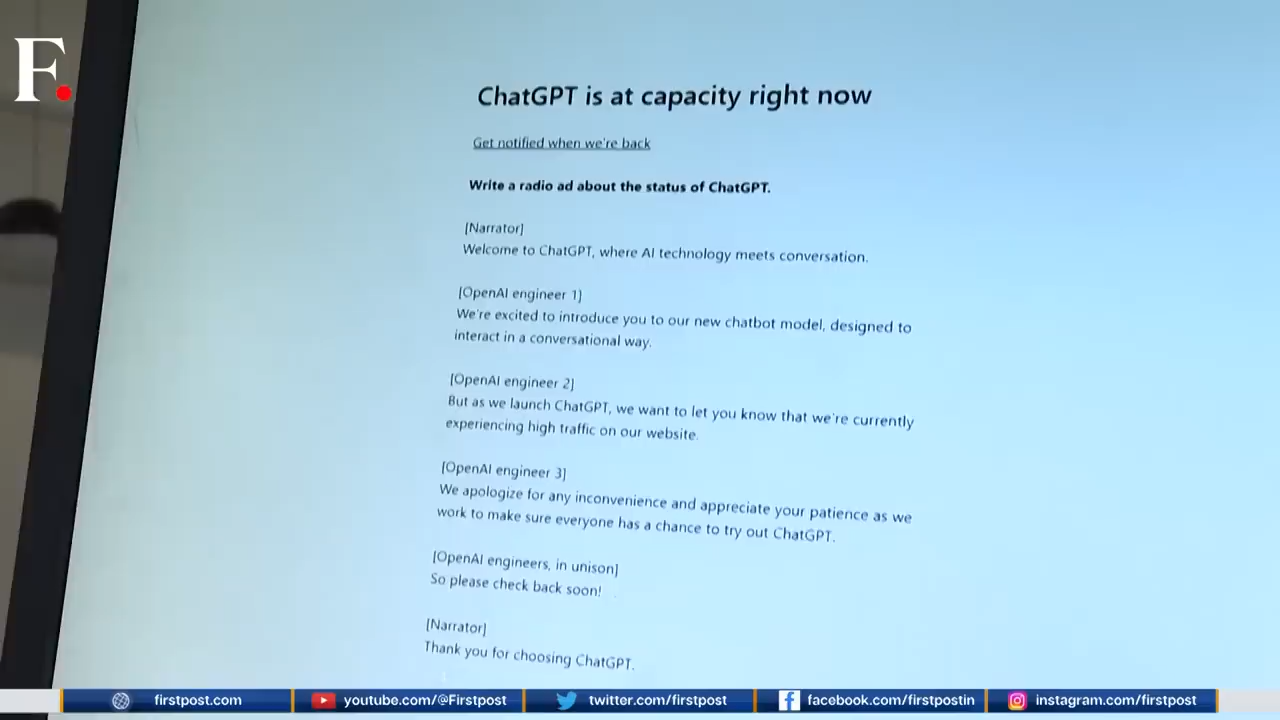 F.
ChatGPT is at capacity right now
Get notified when we're back
Write a radio ad about the status of ChatGPT.
[Narrator]
Welcome to ChatGPT, where AI technology meets conversation.
[OpenAI engineer 1]
We're excited to introduce you to our new chatbot model, designed to
interact in a conversational way.
[OpenAI engineer 2]
But as we launch ChatGPT, we want to let you know that we're currently
experiencing high traffic on our website.
[OpenAI engineer 3]
We apologize for any inconvenience and appreciate your patience as we
work to make sure everyone has a chance to try out ChatGPT.
[OpenAI engineers, in unison]
So please check back soon!
[Narrator]
Thank you for choosing ChatGPT.
firstpost.com
youtube.com/@Firstpost
twitter.com/firstpost
facebook.com/firstpostin
instagram.com/firstpost